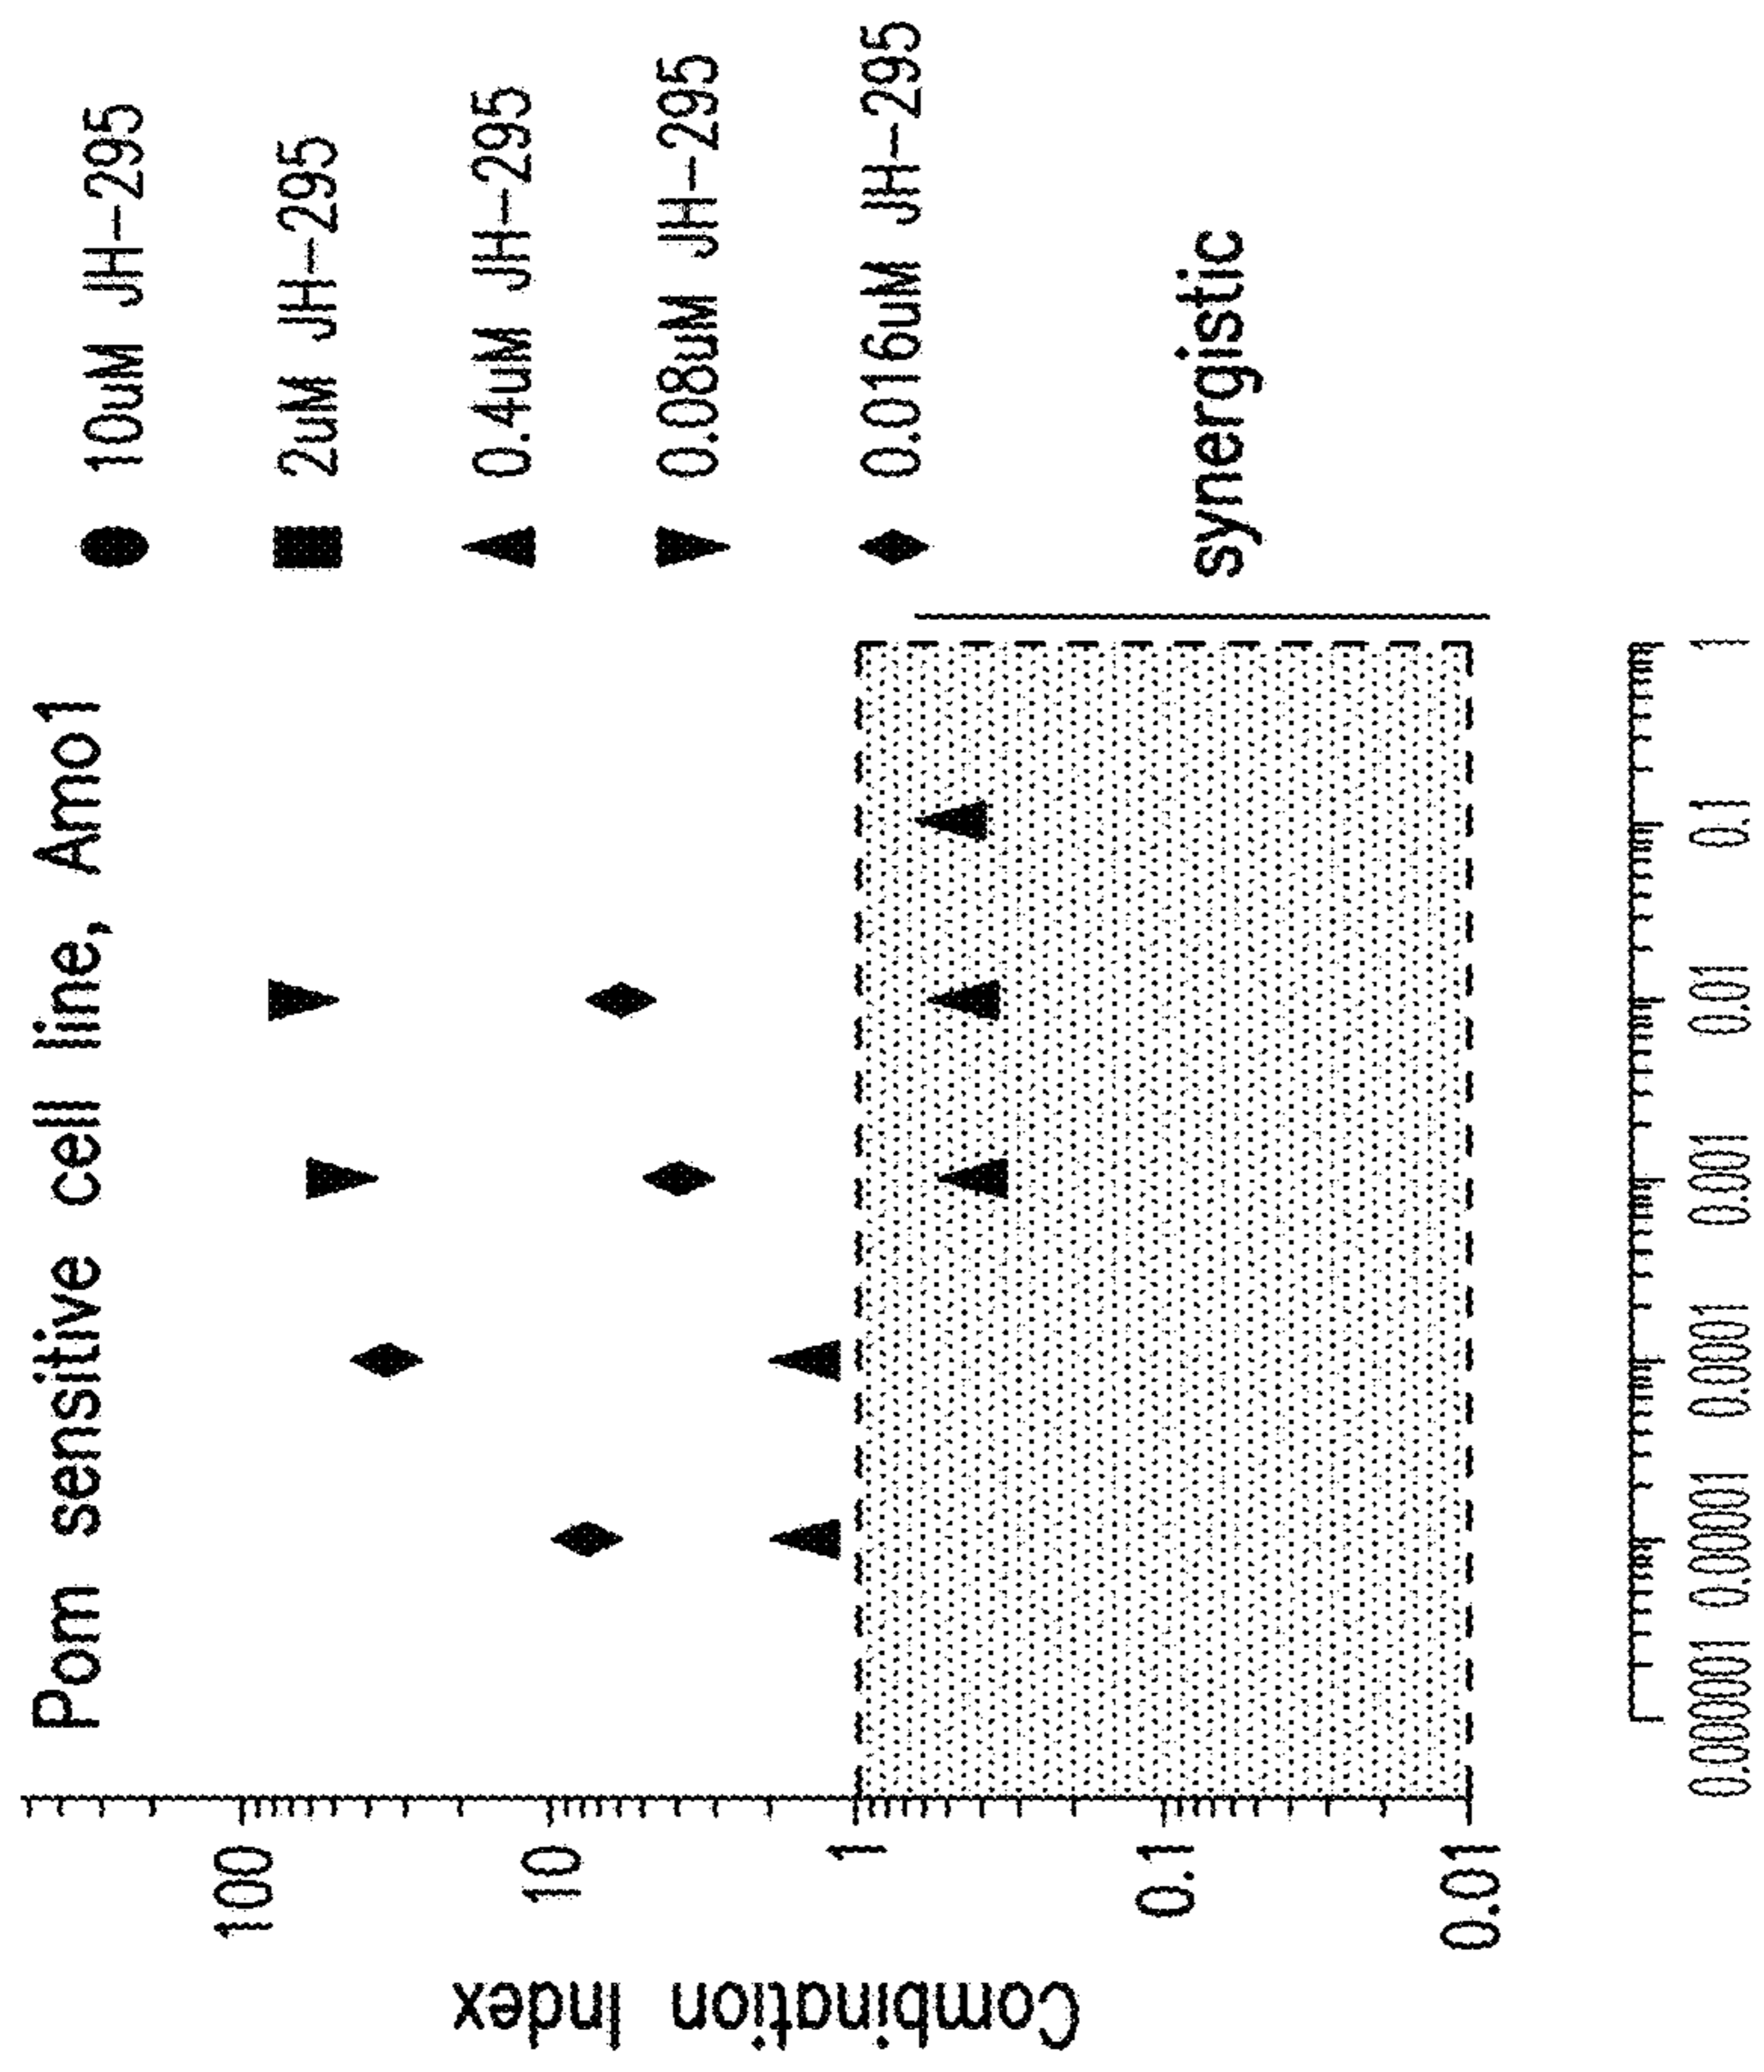 Pom sensitive cell line, Amo1
10uM JH-295
2uM JH-295
0.4uM JH-295
0.08uM JH-295
0.016uM JH-295
synergistic
Combination Index
100
10
1
0.1
0.01
0.000001 0.00001 0.0001 0.001 0.01 0.1 1